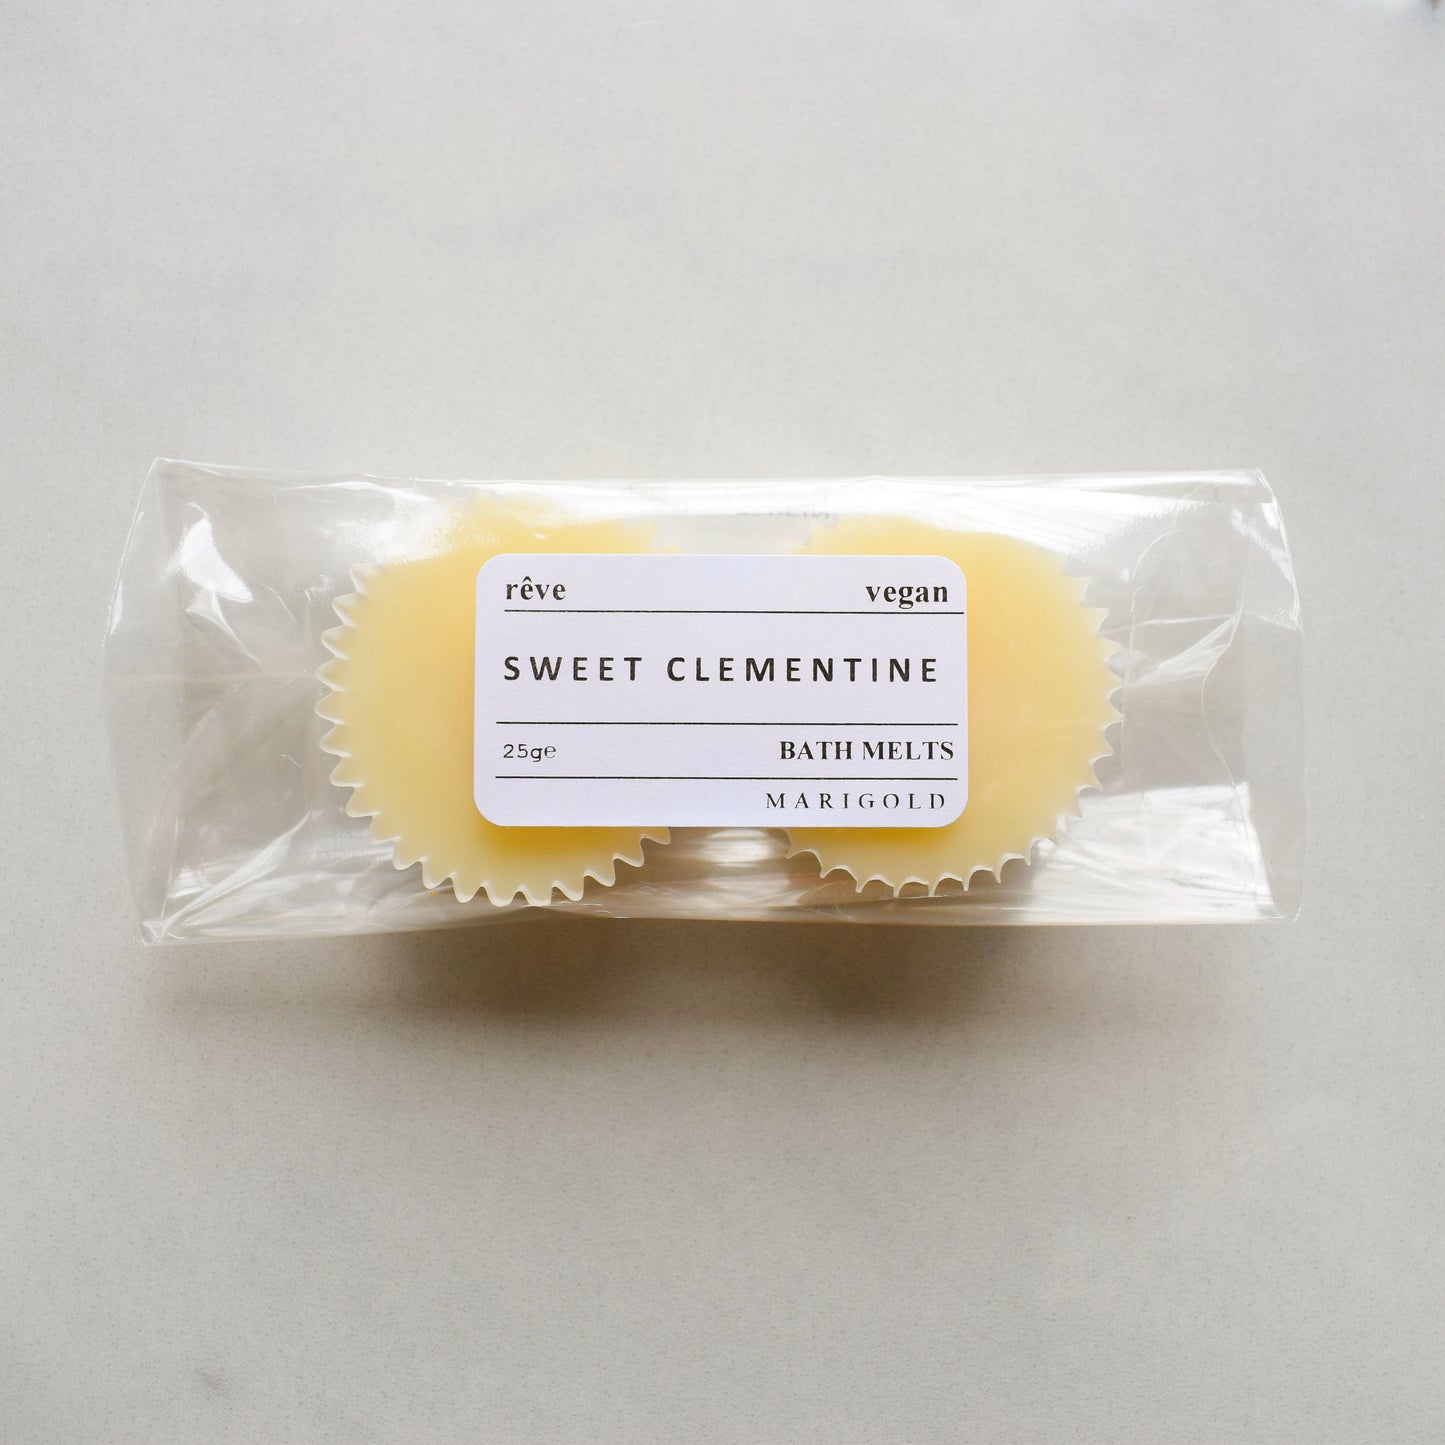 rêve vegan
SWEET CLEMENTINE
25g℮ BATH MELTS
MARIGOLD